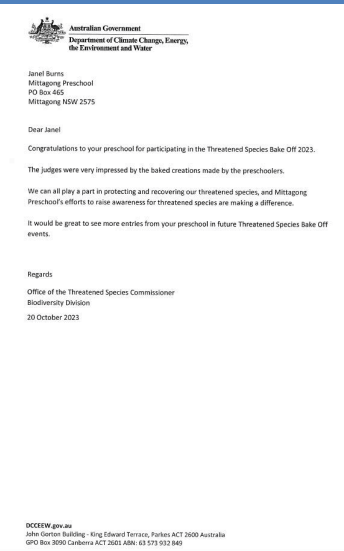 Australian Government
Department of Climate Change, Energy,
the Environment and Water
Janel Burns
Mittagong Preschool
PO Box 465
Mittagong NSW 2575
Dear Janel
Congratulations to your preschool for participating in the Threatened Species Bake Off 2023.
The judges were very impressed by the baked creations made by the preschoolers.
We can all play a part in protecting and recovering our threatened species, and Mittagong
Preschool's efforts to raise awareness for threatened species are making a difference.
It would be great to see more entries from your preschool in future Threatened Species Bake Off
events.
Regards
Office of the Threatened Species Commissioner
Biodiversity Division
20 October 2023
DCCEEW.gov.au
John Gorton Building - King Edward Terrace, Parkes ACT 2600 Australia
GPO Box 3090 Canberra ACT 2601 ABN: 63 573 932 849